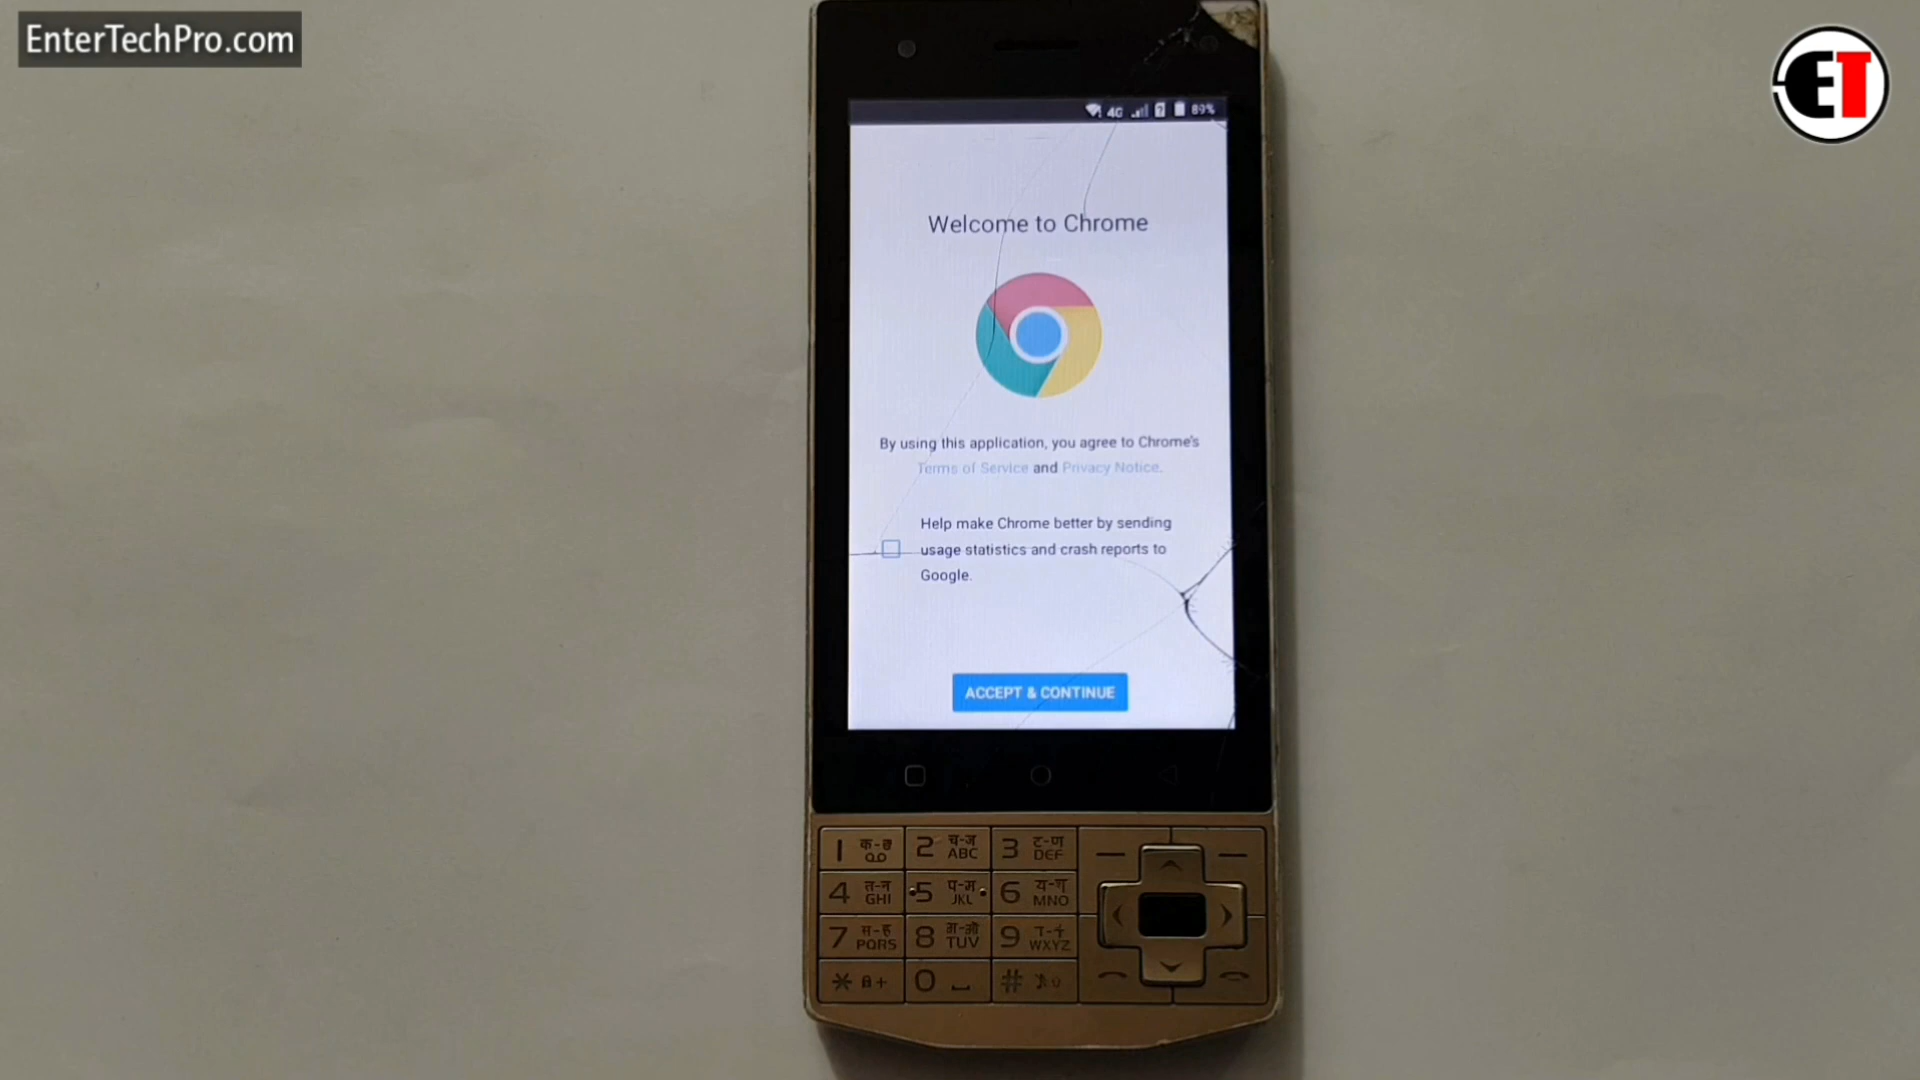 EnterTechPro.com
ET
4G 89%
Welcome to Chrome
By using this application, you agree to Chrome's
Terms of Service and Privacy Notice.
Help make Chrome better by sending
usage statistics and crash reports to
Google.
ACCEPT & CONTINUE
1 क-ङ
2 च-ञ ABC
3 ट-ण DEF
4 त-न GHI
5 प-म JKL
6 MNO
7 स-ह PQRS
8 TUV
9 WXYZ
* +
0
#